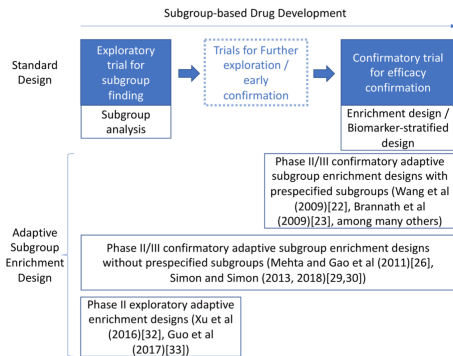 Subgroup-based Drug Development
Standard
Design
Exploratory
trial for
subgroup
finding
Subgroup
analysis
Trials for Further
exploration /
early
confirmation
Confirmatory trial
for efficacy
confirmation
Enrichment design /
Biomarker-stratified
design
Adaptive
Subgroup
Enrichment
Design
Phase II/III confirmatory adaptive
subgroup enrichment designs with
prespecified subgroups (Wang et al
(2009)[22], Brannath et al
(2009)[23], among many others)
Phase II/III confirmatory adaptive subgroup enrichment designs
without prespecified subgroups (Mehta and Gao et al (2011)[26],
Simon and Simon (2013, 2018)[29,30])
Phase II exploratory adaptive
enrichment designs (Xu et al
(2016)[32], Guo et al
(2017)[33])